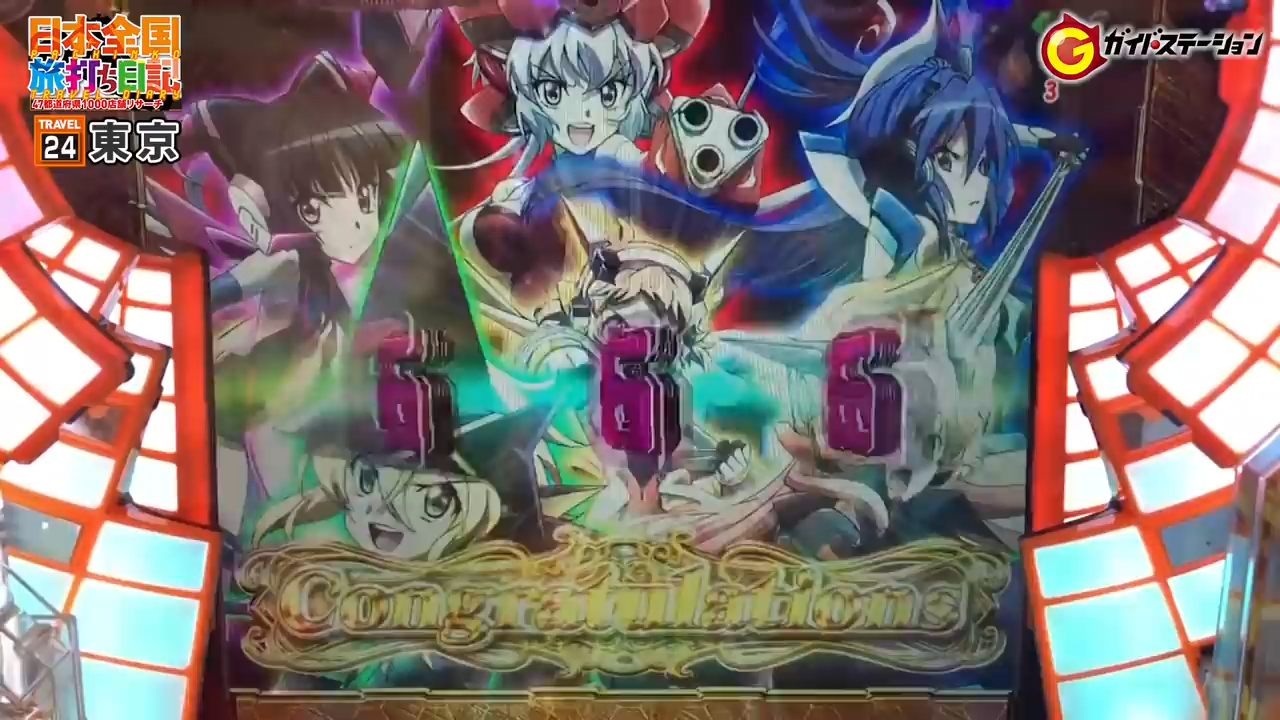 日本全国
旅打ち日記
47都道府県1000店舗リサーチ
TRAVEL
24
東京
G ガイドステーション
3
6 6 6
Congratulations